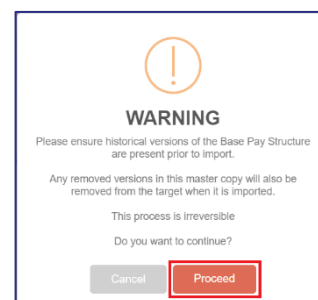 WARNING
Please ensure historical versions of the Base Pay Structure
are present prior to import.
Any removed versions in this master copy will also be
removed from the target when it is imported.
This process is irreversible
Do you want to continue?
Cancel Proceed